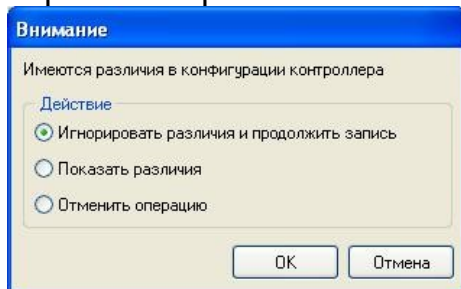 Внимание
Имеются различия в конфигурации контроллера
Действие
Игнорировать различия и продолжить запись
Показать различия
Отменить операцию
OK
Отмена